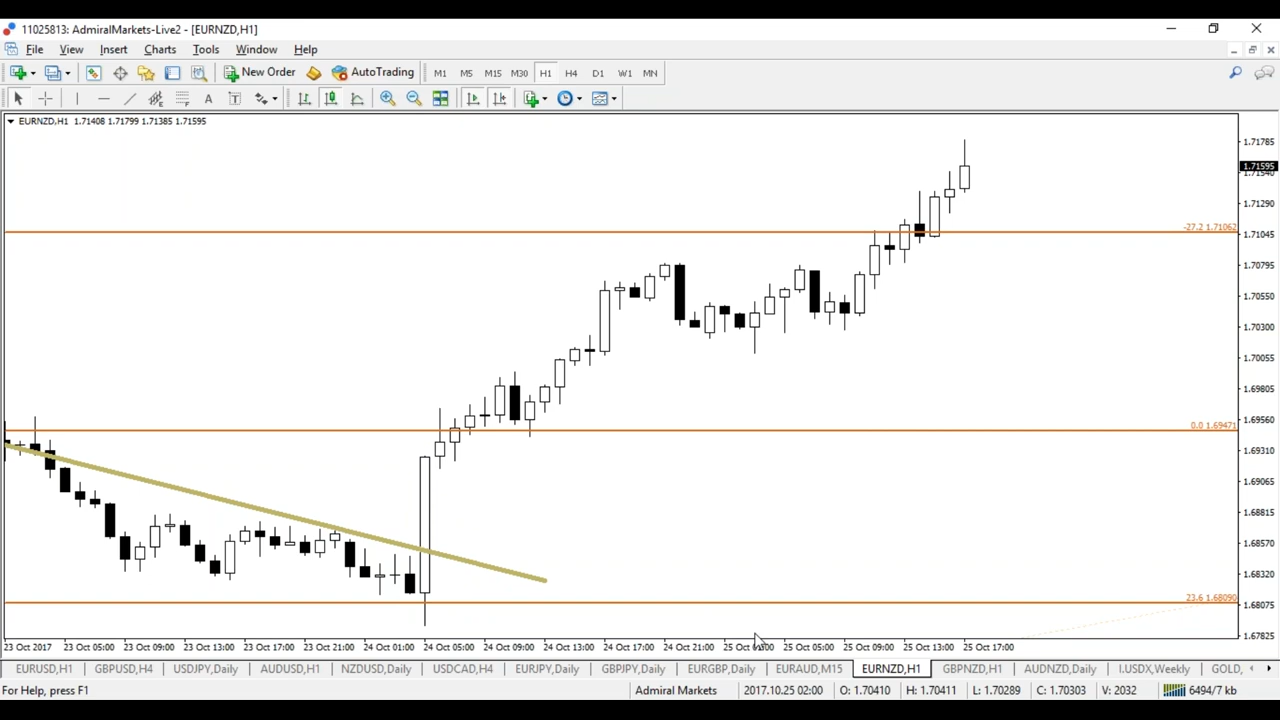 11025813: AdmiralMarkets-Live2 - [EURNZD,H1]
File View Insert Charts Tools Window Help
New Order AutoTrading M1 M5 M15 M30 H1 H4 D1 W1 MN
A T
EURNZD,H1 1.71408 1.71799 1.71385 1.71595
1.71785
1.71595
1.71540
1.71290
-27.2 1.71062
1.71045
1.70795
1.70550
1.70300
1.70055
1.69805
1.69560
0.0 1.69471
1.69310
1.69065
1.68815
1.68570
1.68320
23.6 1.68090
1.68075
1.67825
23 Oct 2017 23 Oct 05:00 23 Oct 09:00 23 Oct 13:00 23 Oct 17:00 23 Oct 21:00 24 Oct 01:00 24 Oct 05:00 24 Oct 09:00 24 Oct 13:00 24 Oct 17:00 24 Oct 21:00 25 Oct 25 Oct 05:00 25 Oct 09:00 25 Oct 13:00 25 Oct 17:00
EURUSD,H1 GBPUSD,H4 USDJPY,Daily AUDUSD,H1 NZDUSD,Daily USDCAD,H4 EURJPY,Daily GBPJPY,Daily EURGBP,Daily EURAUD,M15 EURNZD,H1 GBPNZD,H1 AUDNZD,Daily I.USDX,Weekly GOLD,
For Help, press F1 Admiral Markets 2017.10.25 02:00 O: 1.70410 H: 1.70411 L: 1.70289 C: 1.70303 V: 2032 6494/7 kb